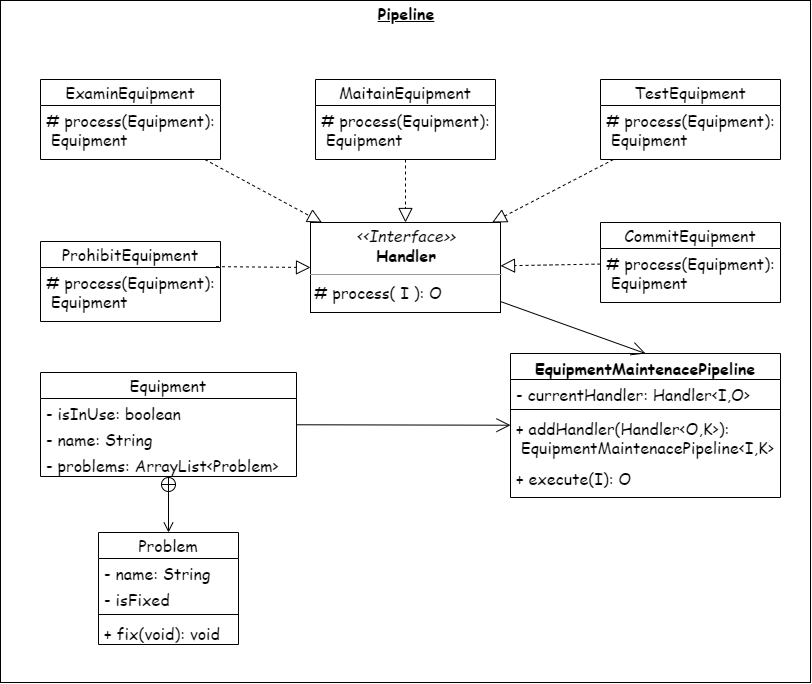 Pipeline
ExaminEquipment
# process(Equipment):
Equipment
MaitainEquipment
# process(Equipment):
Equipment
TestEquipment
# process(Equipment):
Equipment
ProhibitEquipment
# process(Equipment):
Equipment
<<Interface>>
Handler
# process( I ): O
CommitEquipment
# process(Equipment):
Equipment
Equipment
- isInUse: boolean
- name: String
- problems: ArrayList<Problem>
EquipmentMaintenacePipeline
- currentHandler: Handler<I,O>
+ addHandler(Handler<O,K>):
EquipmentMaintenacePipeline<I,K>
+ execute(I): O
Problem
- name: String
- isFixed
+ fix(void): void